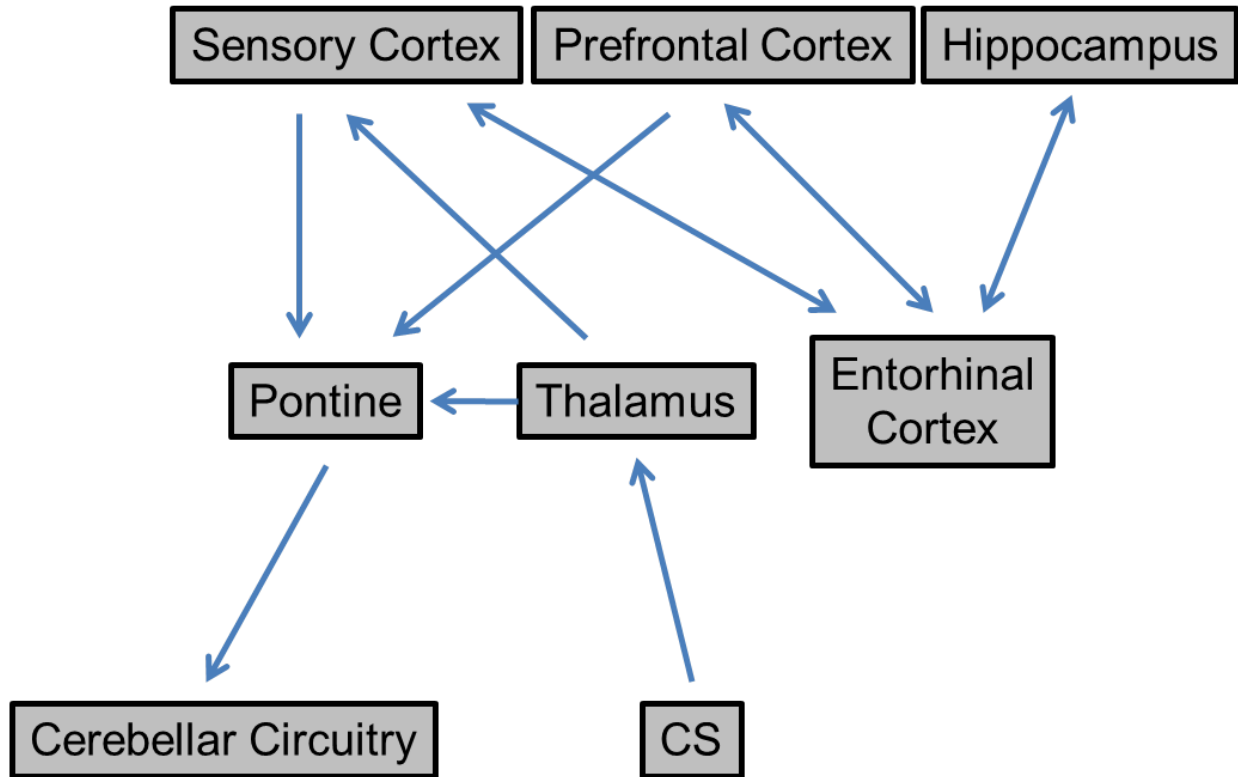 Sensory Cortex
Prefrontal Cortex
Hippocampus
Pontine
Thalamus
Entorhinal
Cortex
Cerebellar Circuitry
CS